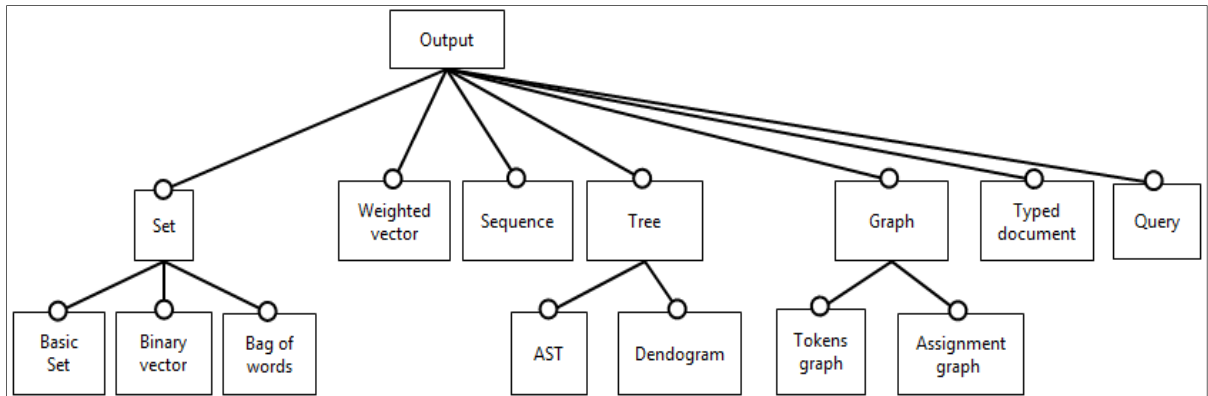 Output
Set
Weighted
vector
Sequence
Tree
Graph
Typed
document
Query
Basic
Set
Binary
vector
Bag of
words
AST
Dendogram
Tokens
graph
Assignment
graph